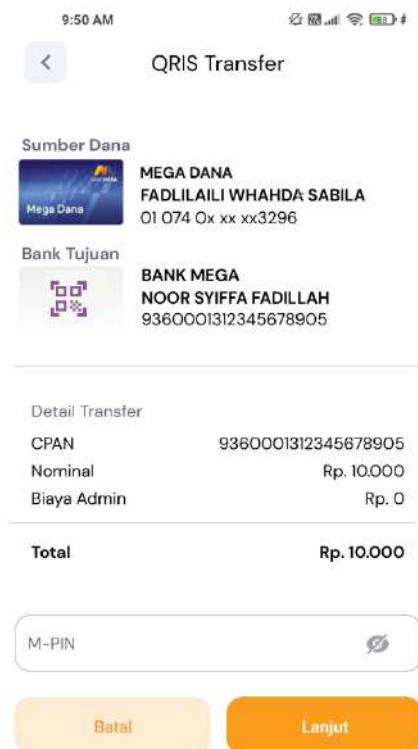 9:50 AM
QRIS Transfer
Sumber Dana
Mega Dana
MEGA DANA
FADLILAILI WHAHDA SABILA
01 074 0x xx xx3296
Bank Tujuan
BANK MEGA
NOOR SYIFFA FADILLAH
9360001312345678905
Detail Transfer
CPAN 9360001312345678905
Nominal Rp. 10.000
Biaya Admin Rp. 0
Total Rp. 10.000
M-PIN
Batal Lanjut